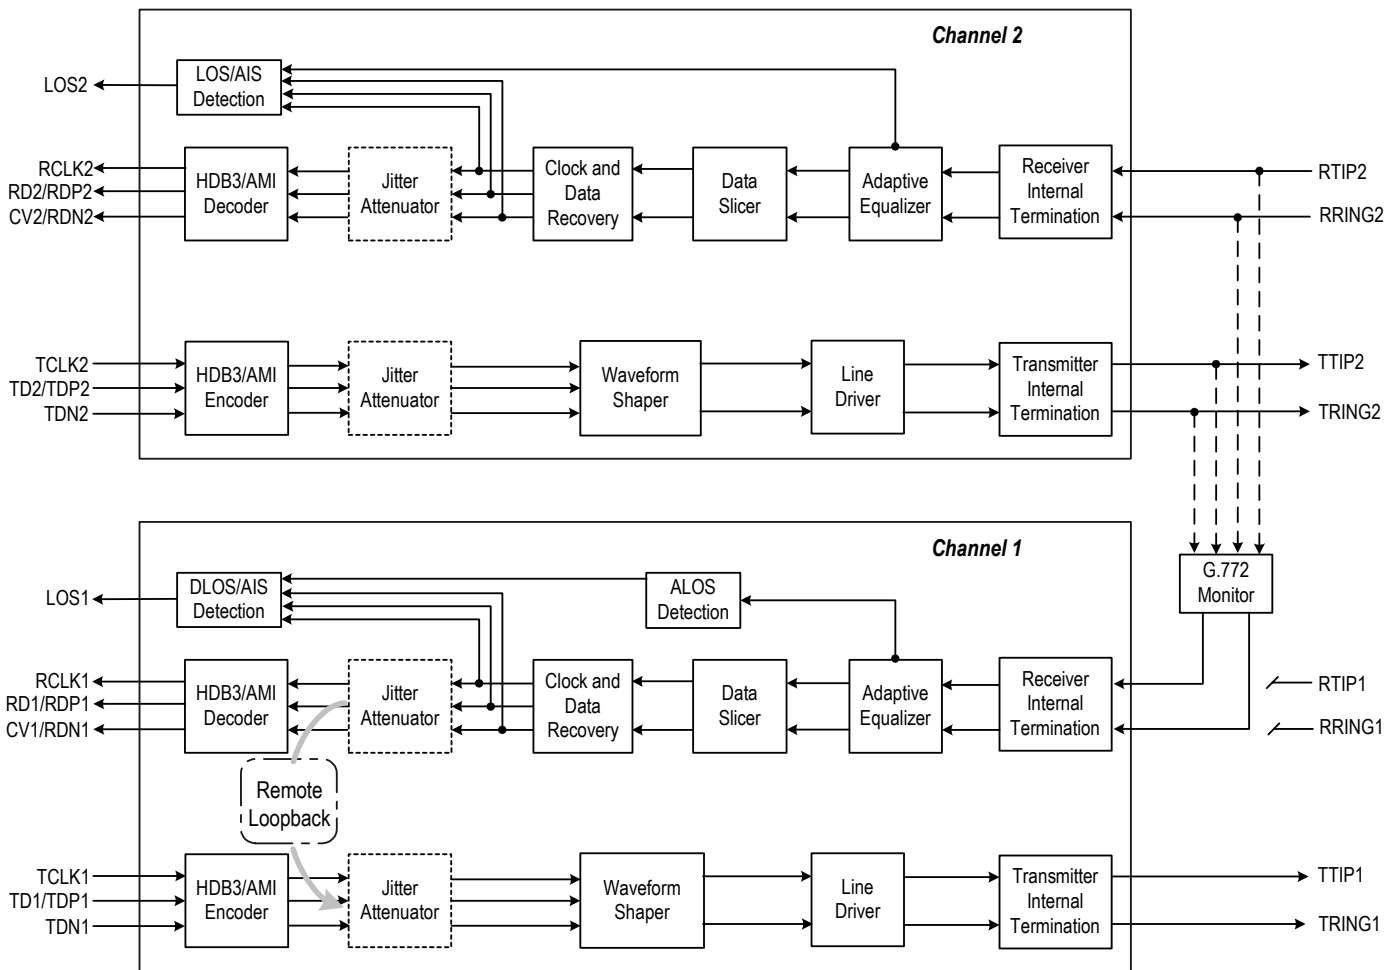 Channel 2
LOS2
LOS/AIS
Detection
RCLK2
RD2/RDP2
CV2/RDN2
HDB3/AMI
Decoder
Jitter
Attenuator
Clock and
Data
Recovery
Data
Slicer
Adaptive
Equalizer
Receiver
Internal
Termination
RTIP2
RRING2
TCLK2
TD2/TDP2
TDN2
HDB3/AMI
Encoder
Jitter
Attenuator
Waveform
Shaper
Line
Driver
Transmitter
Internal
Termination
TTIP2
TRING2
Channel 1
G.772
Monitor
LOS1
DLOS/AIS
Detection
ALOS
Detection
RCLK1
RD1/RDP1
CV1/RDN1
HDB3/AMI
Decoder
Jitter
Attenuator
Clock and
Data
Recovery
Data
Slicer
Adaptive
Equalizer
Receiver
Internal
Termination
RTIP1
RRING1
Remote
Loopback
TCLK1
TD1/TDP1
TDN1
HDB3/AMI
Encoder
Jitter
Attenuator
Waveform
Shaper
Line
Driver
Transmitter
Internal
Termination
TTIP1
TRING1